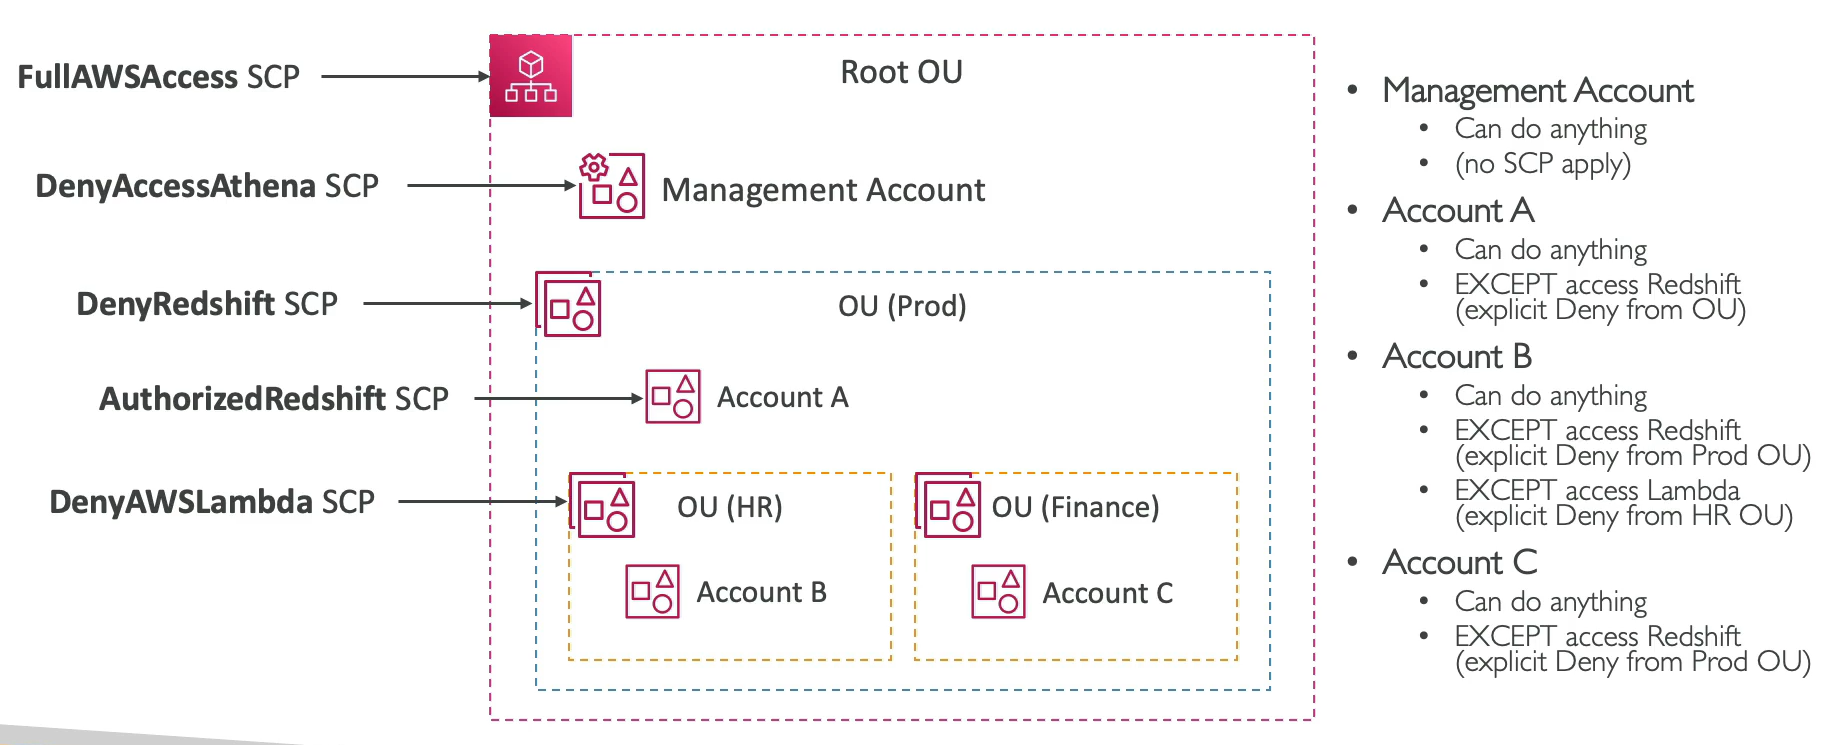 FullAWSAccess SCP
Root OU
DenyAccessAthena SCP
Management Account
DenyRedshift SCP
OU (Prod)
AuthorizedRedshift SCP
Account A
DenyAWSLambda SCP
OU (HR)
OU (Finance)
Account B
Account C
• Management Account
• Can do anything
• (no SCP apply)
• Account A
• Can do anything
• EXCEPT access Redshift
(explicit Deny from OU)
• Account B
• Can do anything
• EXCEPT access Redshift
(explicit Deny from Prod OU)
• EXCEPT access Lambda
(explicit Deny from HR OU)
• Account C
• Can do anything
• EXCEPT access Redshift
(explicit Deny from Prod OU)